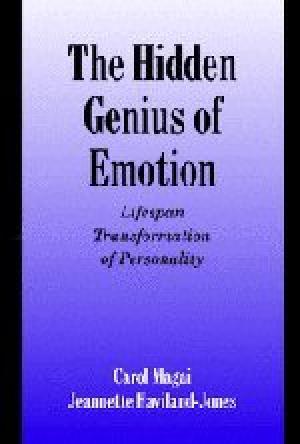 The Hidden
Genius of
Emotion
Lifespan
Transformation
of Personality
Carol Magai
Jeannette Haviland-Jones